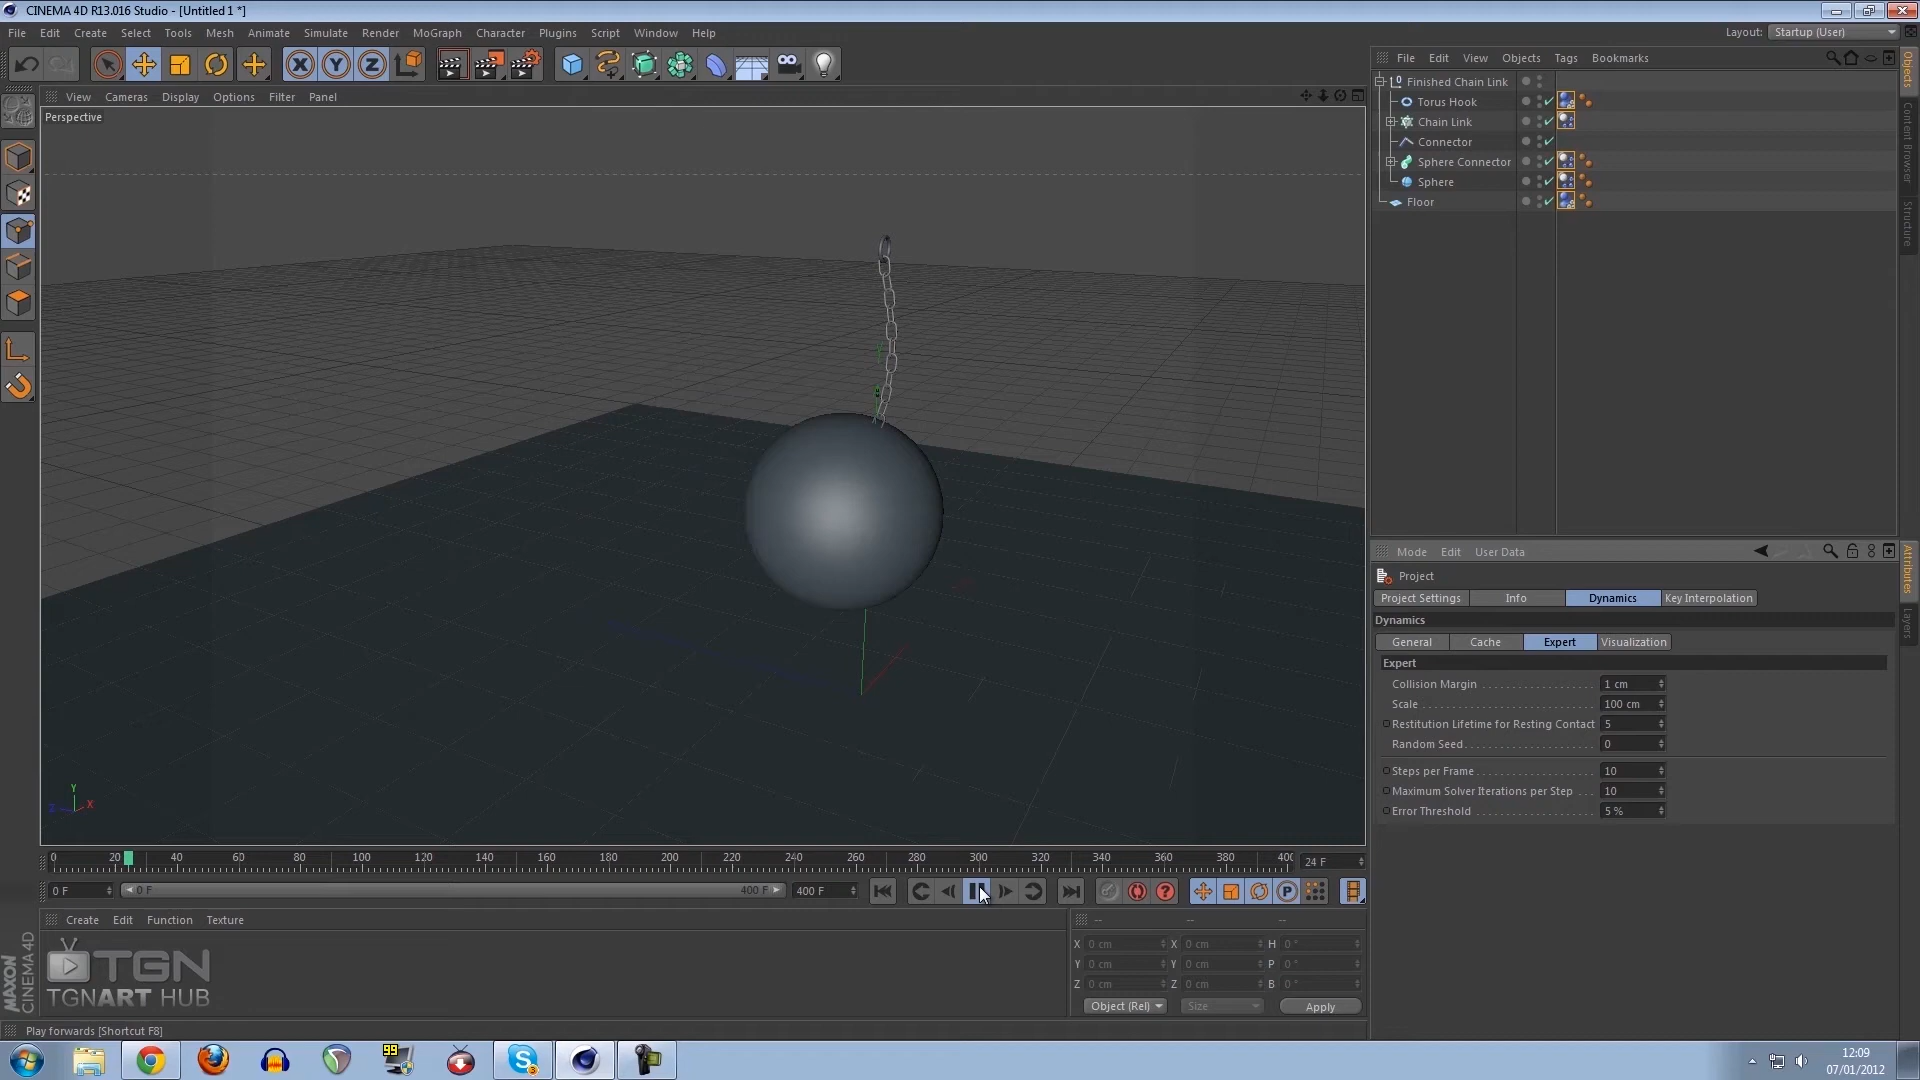 CINEMA 4D R13.016 Studio - [Untitled 1 *]
File Edit Create Select Tools Mesh Animate Simulate Render MoGraph Character Plugins Script Window Help
Layout: Startup (User)
View Cameras Display Options Filter Panel
Perspective
File Edit View Objects Tags Bookmarks
Finished Chain Link
Torus Hook
Chain Link
Connector
Sphere Connector
Sphere
Floor
Objects
Content Browser
Structure
Mode Edit User Data
Project
Project Settings Info Dynamics Key Interpolation
Dynamics
General Cache Expert Visualization
Expert
Collision Margin 1 cm
Scale 100 cm
Restitution Lifetime for Resting Contact 5
Random Seed 0
Steps per Frame 10
Maximum Solver Iterations per Step 10
Error Threshold 5 %
Attributes
Layers
Y
Z X
0 20 40 60 80 100 120 140 160 180 200 220 240 260 280 300 320 340 360 380 400 24 F
0 F 0 F 400 F 400 F
Create Edit Function Texture
-- -- --
X 0 cm X 0 cm H 0 °
Y 0 cm Y 0 cm P 0 °
Z 0 cm Z 0 cm B 0 °
Object (Rel) Size Apply
TGN
TGNART HUB
MAXON
CINEMA 4D
Play forwards [Shortcut F8]
99
3
12:09
07/01/2012